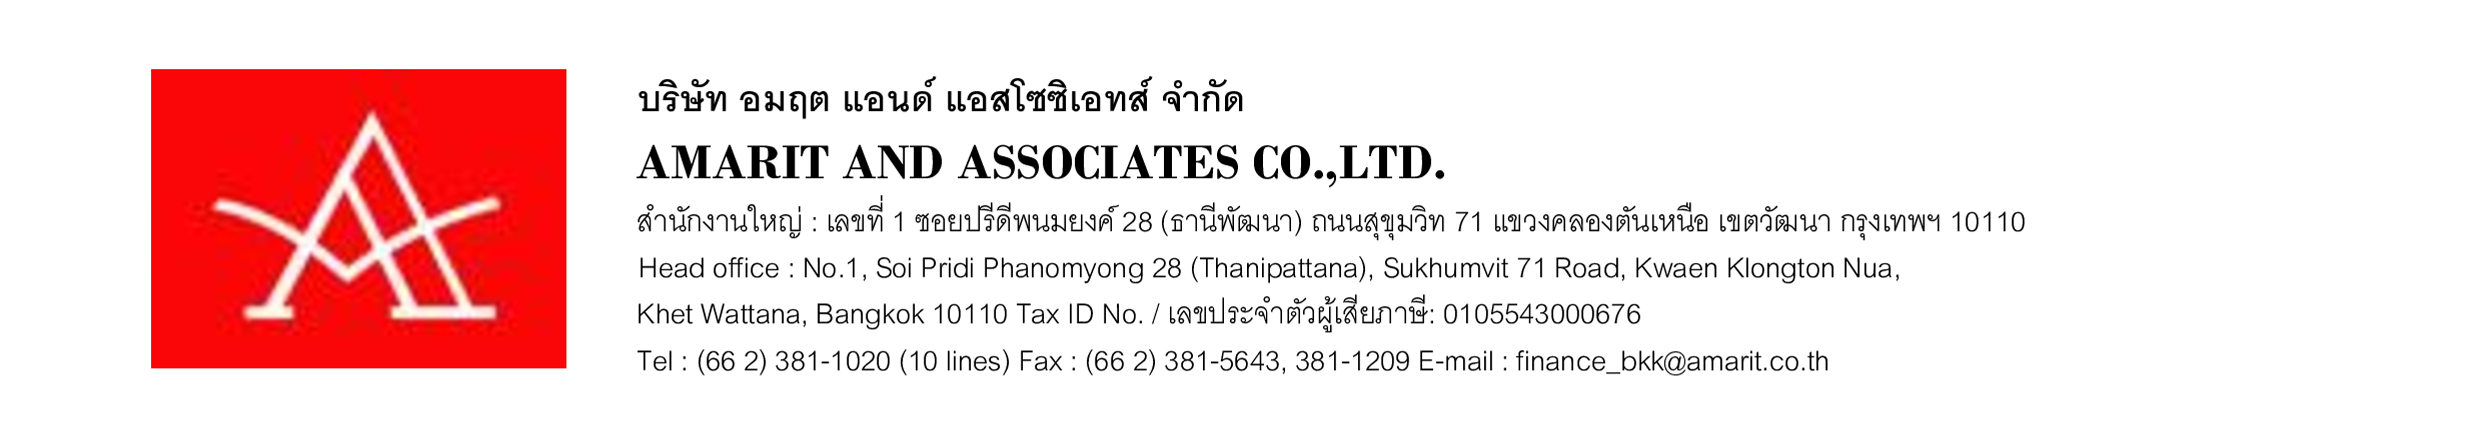 บริษัท อมฤต แอนด์ แอสโซซิเอทส์ จำกัด
AMARIT AND ASSOCIATES CO.,LTD.
สำนักงานใหญ่ : เลขที่ 1 ซอยปรีดีพนมยงค์ 28 (ธานีพัฒนา) ถนนสุขุมวิท 71 แขวงคลองตันเหนือ เขตวัฒนา กรุงเทพฯ 10110
Head office : No.1, Soi Pridi Phanomyong 28 (Thanipattana), Sukhumvit 71 Road, Kwaen Klongton Nua,
Khet Wattana, Bangkok 10110 Tax ID No. / เลขประจำตัวผู้เสียภาษี: 0105543000676
Tel : (66 2) 381-1020 (10 lines) Fax : (66 2) 381-5643, 381-1209 E-mail : finance_bkk@amarit.co.th